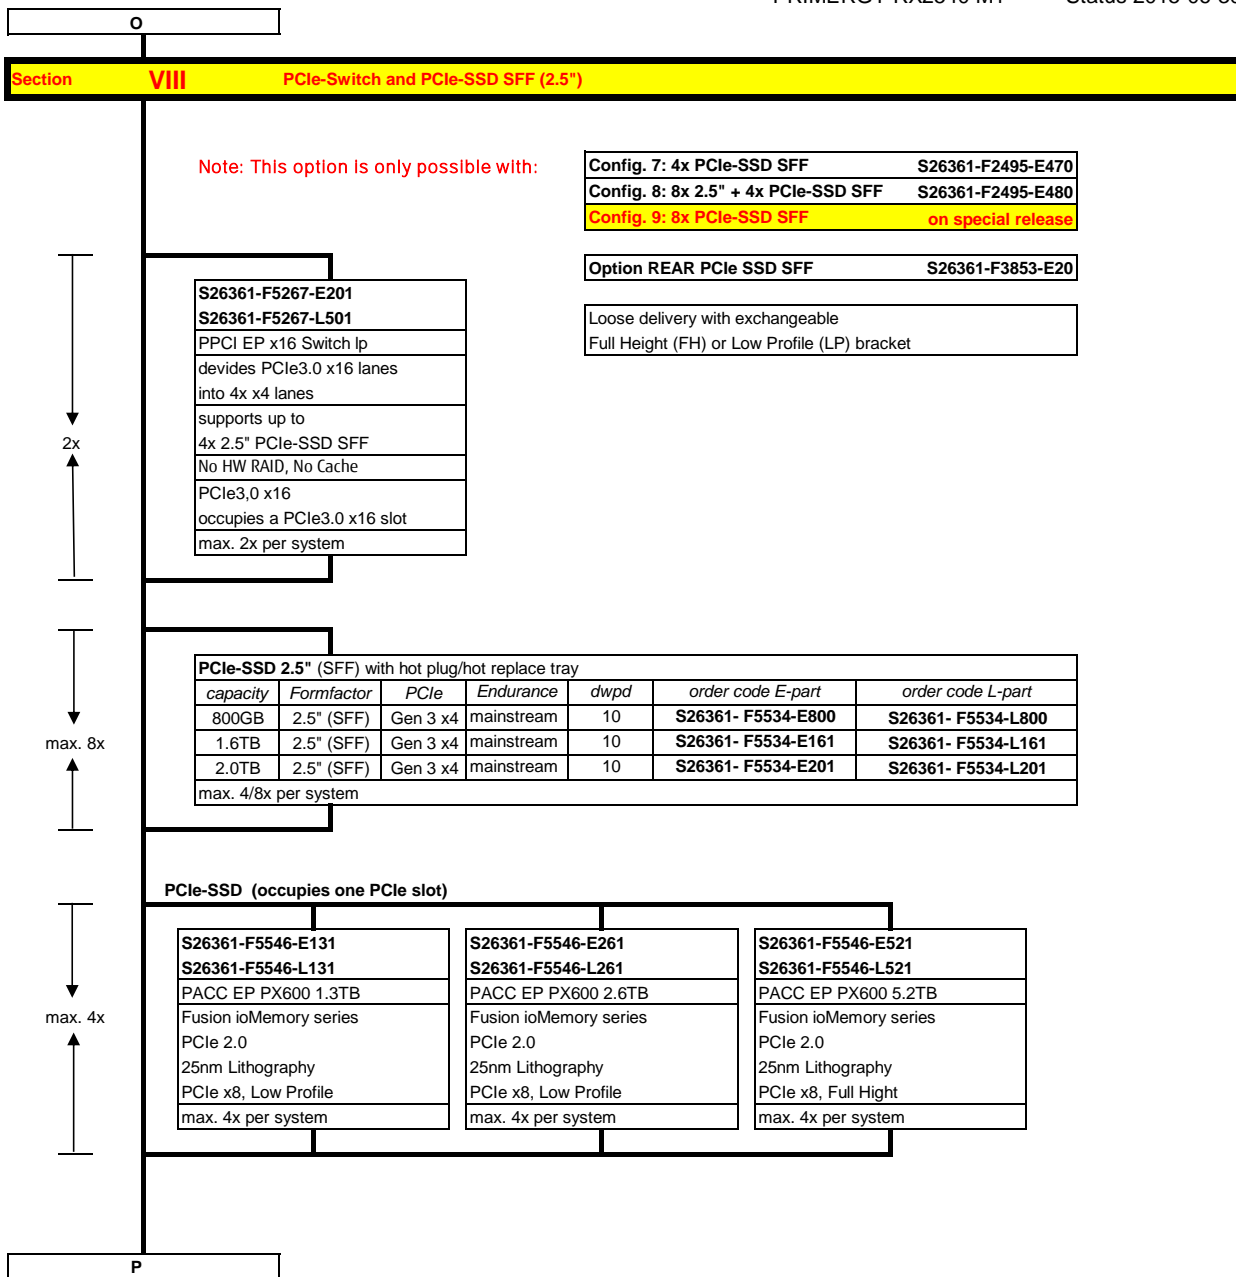 O
Section VIII PCIe-Switch and PCIe-SSD SFF (2.5")
Note: This option is only possible with:
Config. 7: 4x PCIe-SSD SFF S26361-F2495-E470
Config. 8: 8x 2.5" + 4x PCIe-SSD SFF S26361-F2495-E480
Config. 9: 8x PCIe-SSD SFF on special release
Option REAR PCIe SSD SFF S26361-F3853-E20
Loose delivery with exchangeable
Full Height (FH) or Low Profile (LP) bracket
S26361-F5267-E201
S26361-F5267-L501
PPCI EP x16 Switch lp
devides PCIe3.0 x16 lanes
into 4x x4 lanes
supports up to
4x 2.5" PCIe-SSD SFF
No HW RAID, No Cache
PCIe3,0 x16
occupies a PCIe3.0 x16 slot
max. 2x per system
2x
PCIe-SSD 2.5" (SFF) with hot plug/hot replace tray
capacity Formfactor PCIe Endurance dwpd order code E-part order code L-part
800GB 2.5" (SFF) Gen 3 x4 mainstream 10 S26361- F5534-E800 S26361- F5534-L800
1.6TB 2.5" (SFF) Gen 3 x4 mainstream 10 S26361- F5534-E161 S26361- F5534-L161
2.0TB 2.5" (SFF) Gen 3 x4 mainstream 10 S26361- F5534-E201 S26361- F5534-L201
max. 4/8x per system
max. 8x
PCIe-SSD (occupies one PCIe slot)
S26361-F5546-E131
S26361-F5546-L131
PACC EP PX600 1.3TB
Fusion ioMemory series
PCIe 2.0
25nm Lithography
PCIe x8, Low Profile
max. 4x per system
S26361-F5546-E261
S26361-F5546-L261
PACC EP PX600 2.6TB
Fusion ioMemory series
PCIe 2.0
25nm Lithography
PCIe x8, Low Profile
max. 4x per system
S26361-F5546-E521
S26361-F5546-L521
PACC EP PX600 5.2TB
Fusion ioMemory series
PCIe 2.0
25nm Lithography
PCIe x8, Full Hight
max. 4x per system
max. 4x
P